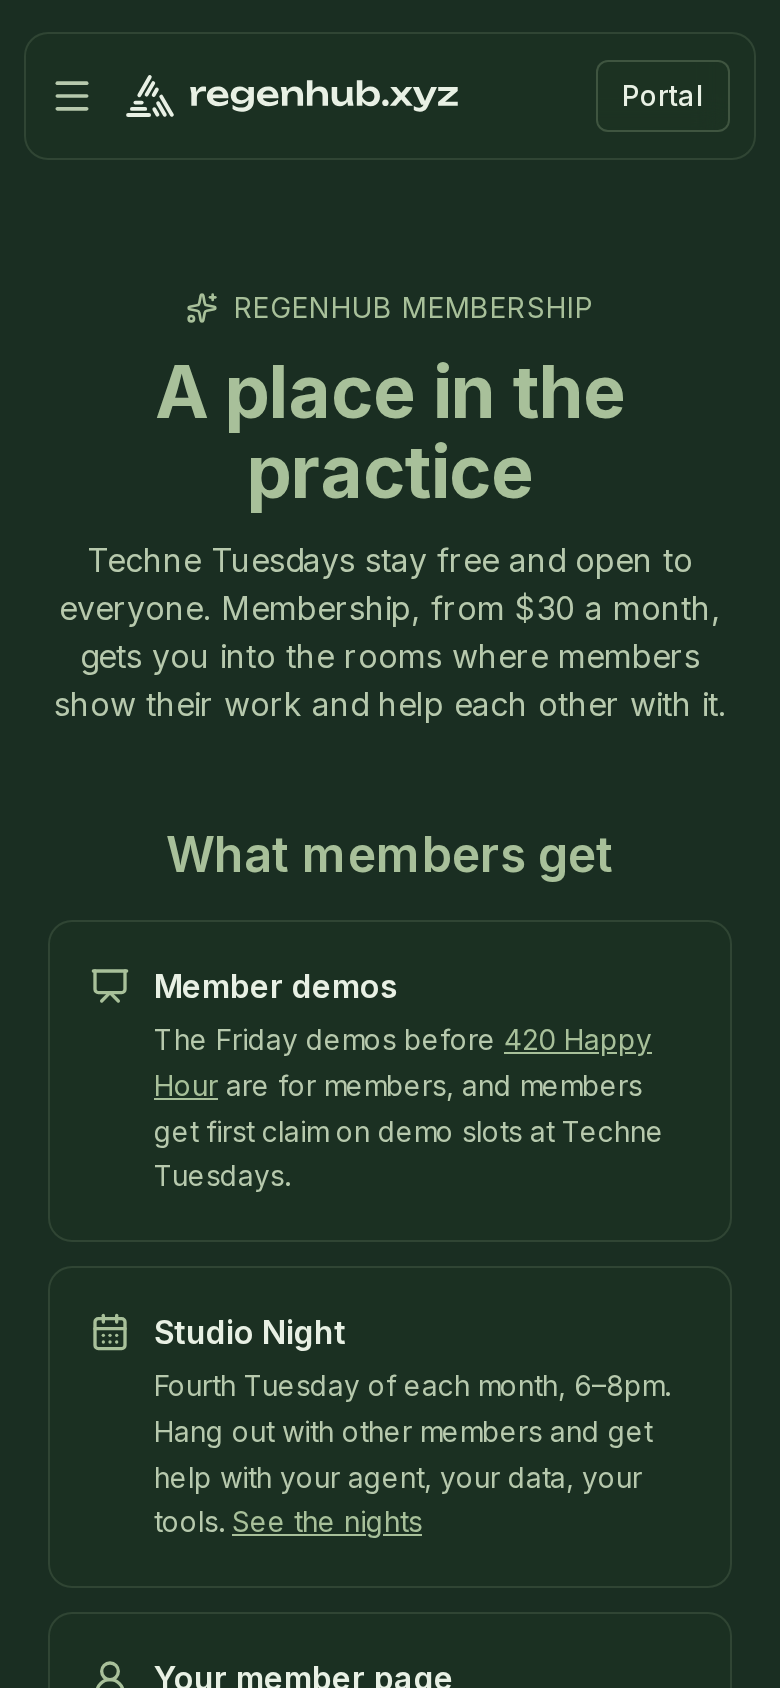 regenhub.xyz
Portal
REGENHUB MEMBERSHIP
A place in the
practice
Techne Tuesdays stay free and open to
everyone. Membership, from $30 a month,
gets you into the rooms where members
show their work and help each other with it.
What members get
Member demos
The Friday demos before 420 Happy
Hour are for members, and members
get first claim on demo slots at Techne
Tuesdays.
Studio Night
Fourth Tuesday of each month, 6–8pm.
Hang out with other members and get
help with your agent, your data, your
tools. See the nights
Your member page